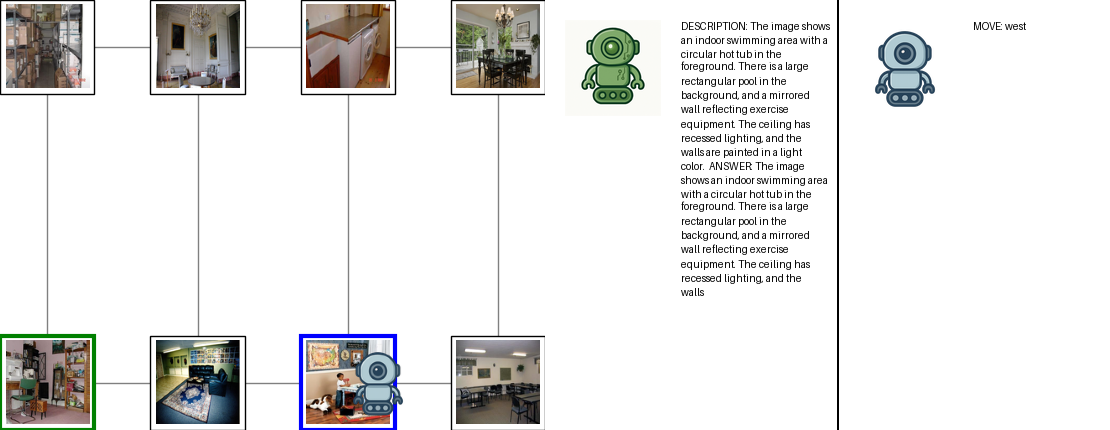 DESCRIPTION: The image shows
an indoor swimming area with a
circular hot tub in the
foreground. There is a large
rectangular pool in the
background, and a mirrored
wall reflecting exercise
equipment. The ceiling has
recessed lighting, and the
walls are painted in a light
color. ANSWER: The image
shows an indoor swimming area
with a circular hot tub in the
foreground. There is a large
rectangular pool in the
background, and a mirrored
wall reflecting exercise
equipment. The ceiling has
recessed lighting, and the
walls
MOVE: west